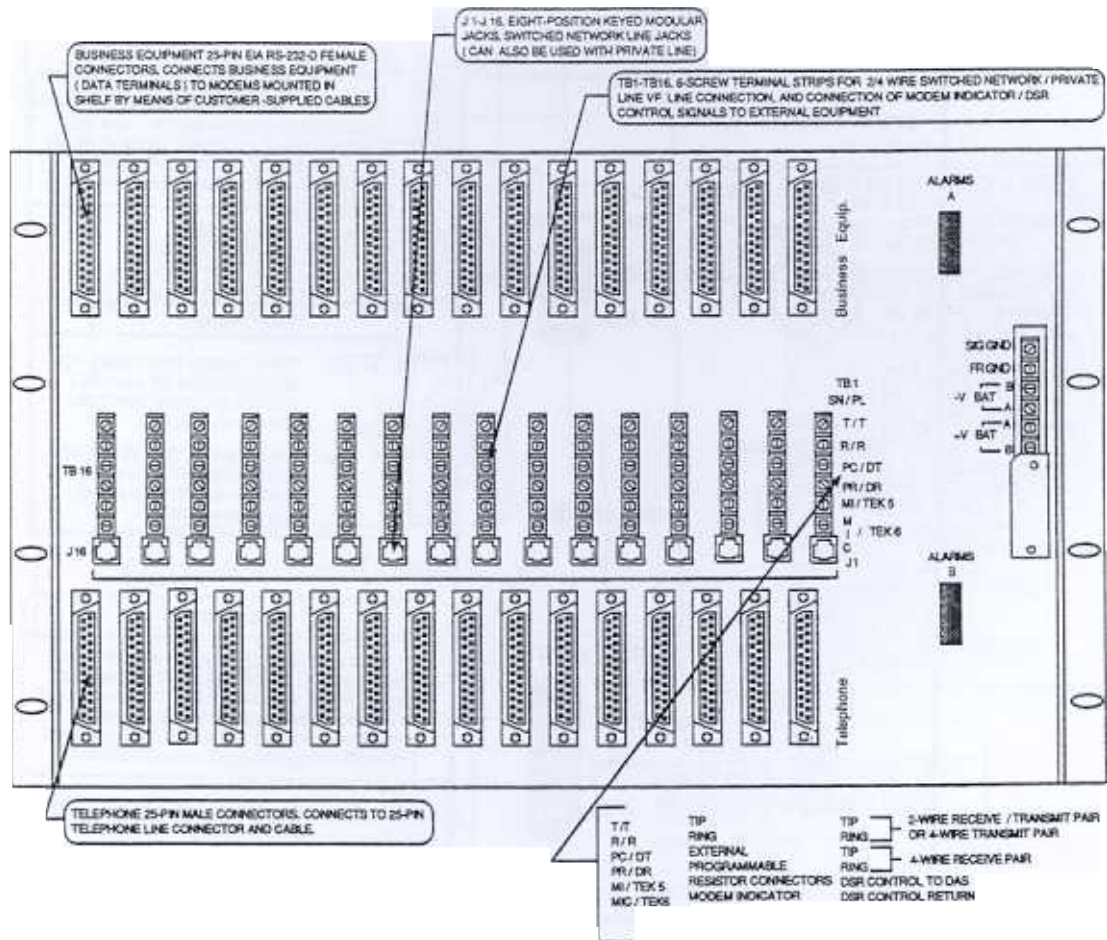 J 1-J 16, EIGHT-POSITION KEYED MODULAR
JACKS, SWITCHED NETWORK LINE JACKS
( CAN ALSO BE USED WITH PRIVATE LINE)
BUSINESS EQUIPMENT 25-PIN EIA RS-232-D FEMALE
CONNECTORS, CONNECTS BUSINESS EQUIPMENT
( DATA TERMINALS ) TO MODEMS MOUNTED IN
SHELF BY MEANS OF CUSTOMER -SUPPLIED CABLES
TB1-TB16, 6-SCREW TERMINAL STRIPS FOR 2/4 WIRE SWITCHED NETWORK / PRIVATE
LINE VF LINE CONNECTION, AND CONNECTION OF MODEM INDICATOR / DSR
CONTROL SIGNALS TO EXTERNAL EQUIPMENT
Business Equip.
ALARMS
A
SIG GND
FR GND
B
-V BAT
A
A
+V BAT
B
TB 1
SN / PL
T / T
R / R
PC / DT
PR / DR
MI / TEK 5
M
I / TEK 6
C
J1
TB 16
J 16
ALARMS
B
Telephone
TELEPHONE 25-PIN MALE CONNECTORS. CONNECTS TO 25-PIN
TELEPHONE LINE CONNECTOR AND CABLE.
T / T TIP TIP 2-WIRE RECEIVE / TRANSMIT PAIR
R / R RING RING OR 4-WIRE TRANSMIT PAIR
PC / DT EXTERNAL TIP 4-WIRE RECEIVE PAIR
PR / DR PROGRAMMABLE RING
MI / TEK 5 RESISTOR CONNECTORS DSR CONTROL TO DAS
MIC / TEK6 MODEM INDICATOR DSR CONTROL RETURN